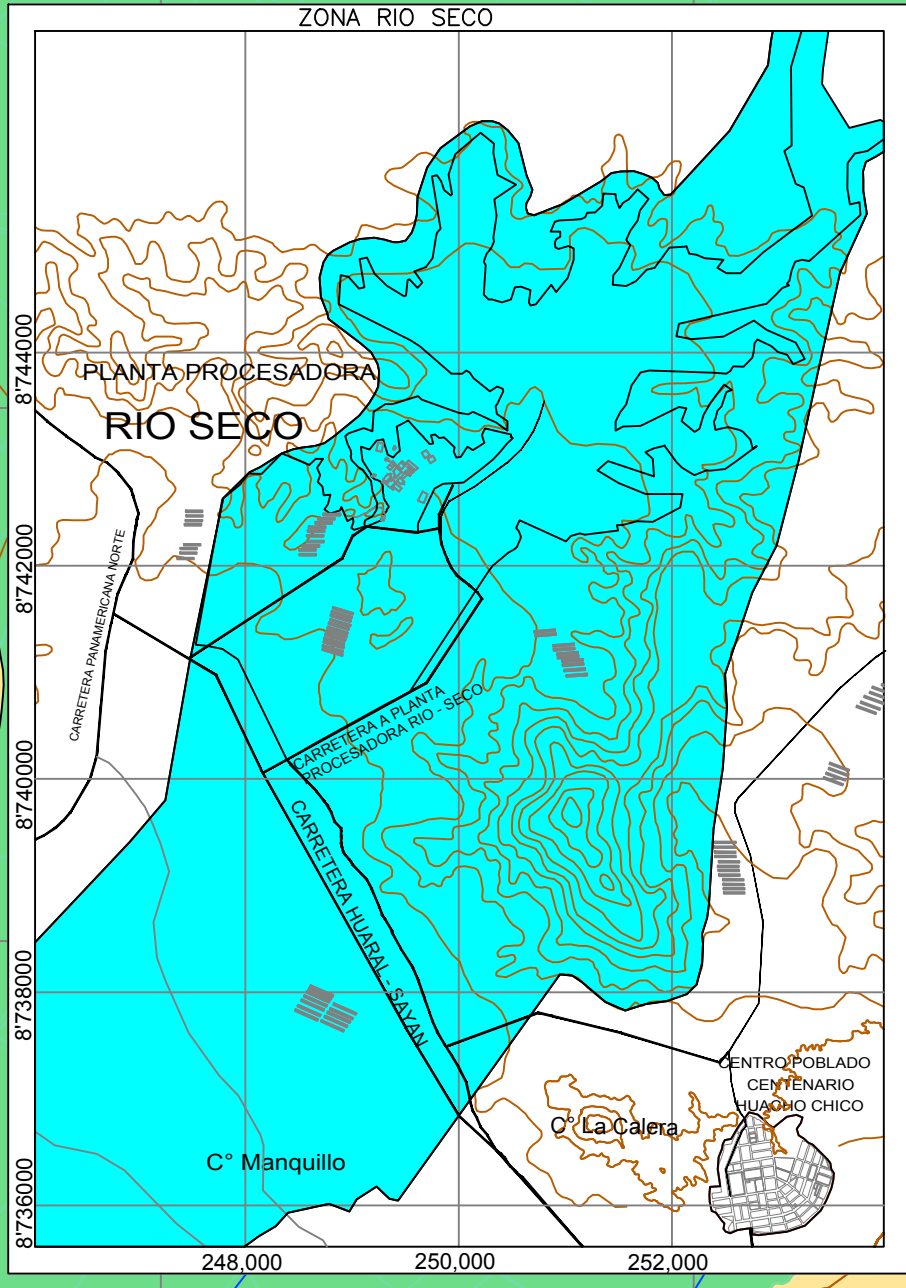 ZONA RIO SECO
8'744000
PLANTA PROCESADORA
RIO SECO
8'742000
CARRETERA PANAMERICANA NORTE
CARRETERA A PLANTA
PROCESADORA RIO - SECO
8'740000
CARRETERA HUARAL - SAYAN
8'738000
CENTRO POBLADO
CENTENARIO
HUACHO CHICO
C° La Calera
C° Manquillo
8'736000
248,000
250,000
252,000